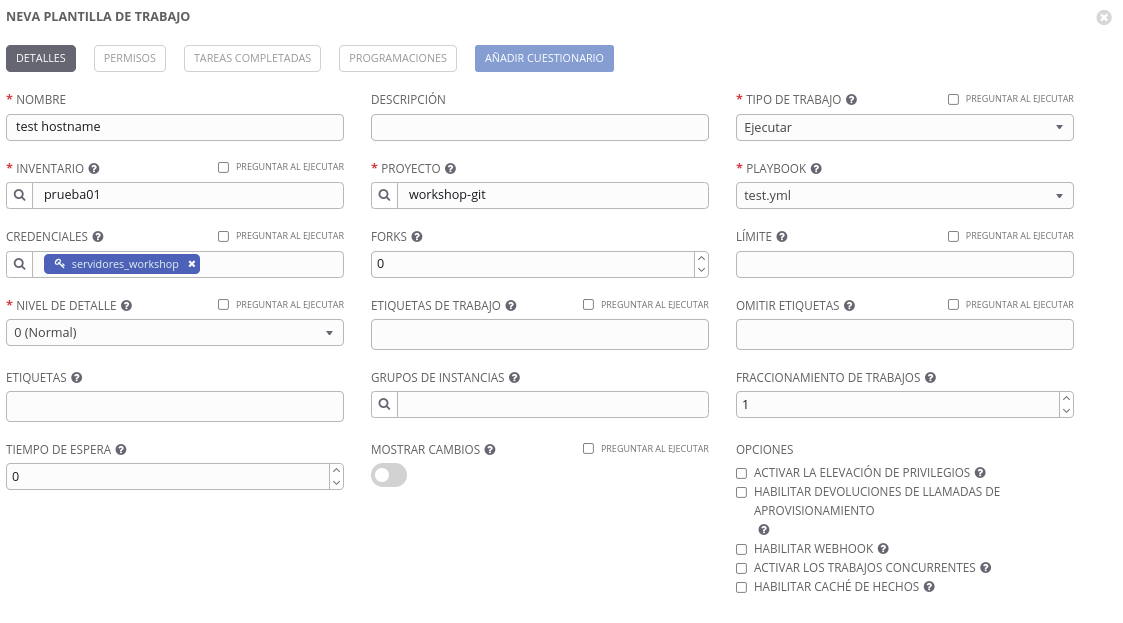 NEVA PLANTILLA DE TRABAJO
DETALLES PERMISOS TAREAS COMPLETADAS PROGRAMACIONES AÑADIR CUESTIONARIO
* NOMBRE DESCRIPCIÓN * TIPO DE TRABAJO PREGUNTAR AL EJECUTAR
test hostname Ejecutar
* INVENTARIO PREGUNTAR AL EJECUTAR * PROYECTO * PLAYBOOK
prueba01 workshop-git test.yml
CREDENCIALES PREGUNTAR AL EJECUTAR FORKS LÍMITE PREGUNTAR AL EJECUTAR
servidores_workshop 0
* NIVEL DE DETALLE PREGUNTAR AL EJECUTAR ETIQUETAS DE TRABAJO PREGUNTAR AL EJECUTAR OMITIR ETIQUETAS PREGUNTAR AL EJECUTAR
0 (Normal)
ETIQUETAS GRUPOS DE INSTANCIAS FRACCIONAMIENTO DE TRABAJOS
1
TIEMPO DE ESPERA MOSTRAR CAMBIOS PREGUNTAR AL EJECUTAR OPCIONES
0
ACTIVAR LA ELEVACIÓN DE PRIVILEGIOS
HABILITAR DEVOLUCIONES DE LLAMADAS DE
APROVISIONAMIENTO
HABILITAR WEBHOOK
ACTIVAR LOS TRABAJOS CONCURRENTES
HABILITAR CACHÉ DE HECHOS